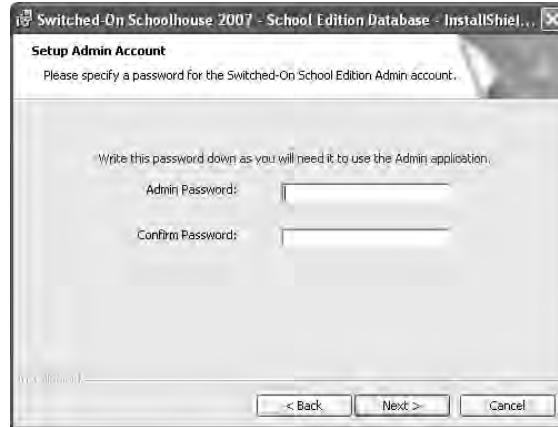 Switched-On Schoolhouse 2007 - School Edition Database - InstallShiel...
Setup Admin Account
Please specify a password for the Switched-On School Edition Admin account.
Write this password down as you will need it to use the Admin application.
Admin Password:
Confirm Password:
< Back
Next >
Cancel